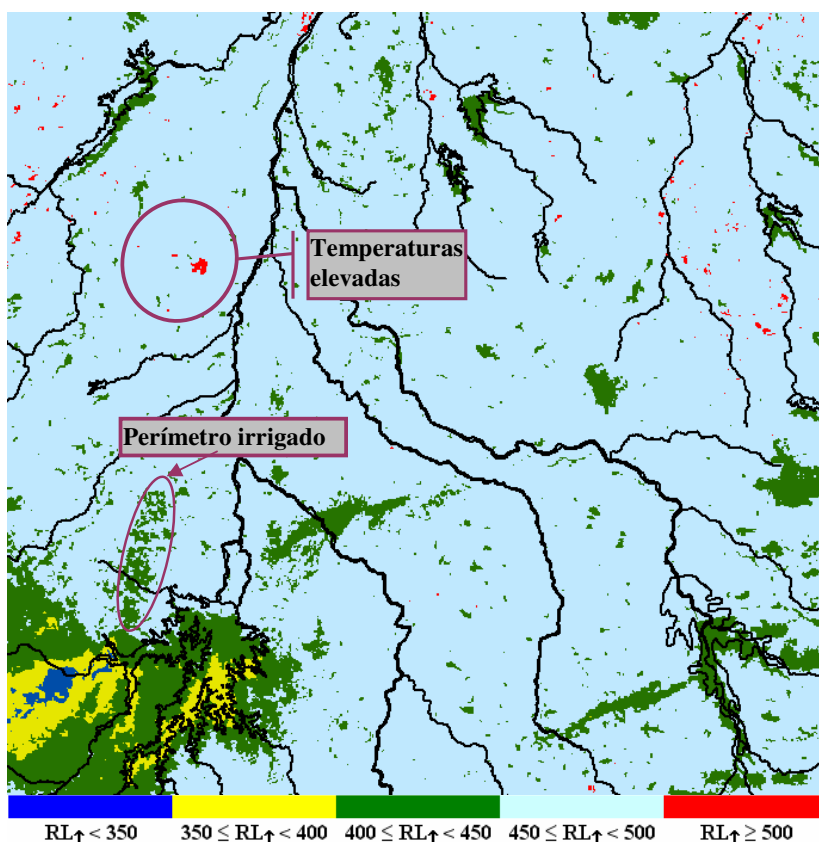 Temperaturas
elevadas
Perímetro irrigado
RL↑ < 350 350 ≤ RL↑ < 400 400 ≤ RL↑ < 450 450 ≤ RL↑ < 500 RL↑ ≥ 500